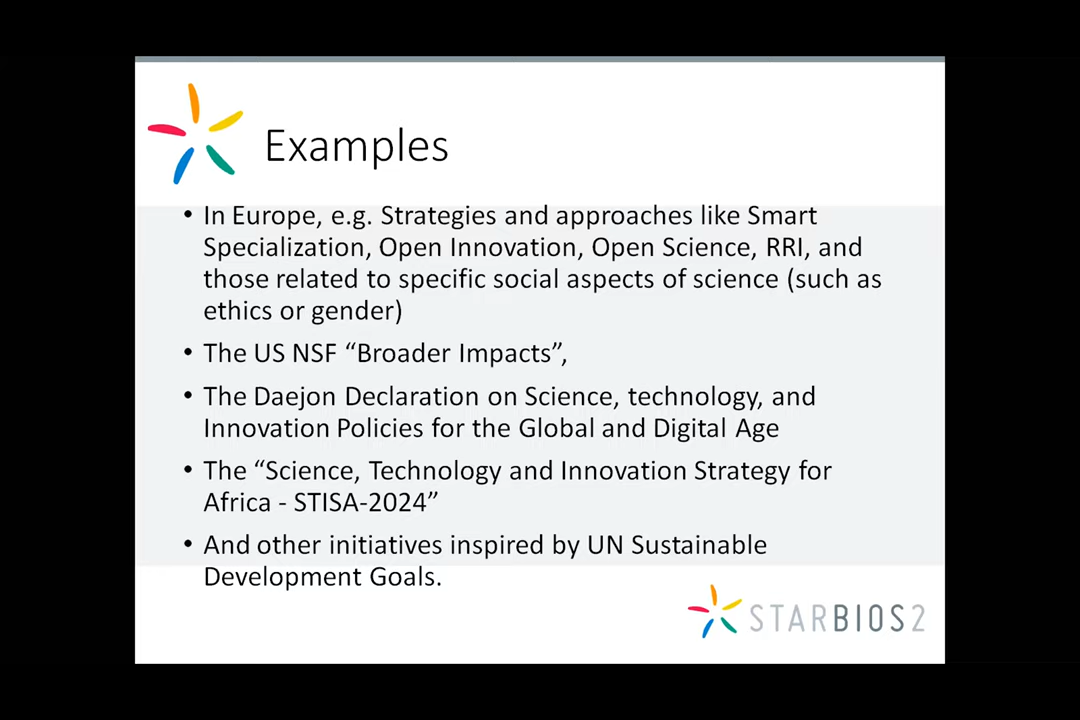 Examples
• In Europe, e.g. Strategies and approaches like Smart
Specialization, Open Innovation, Open Science, RRI, and
those related to specific social aspects of science (such as
ethics or gender)
• The US NSF “Broader Impacts”,
• The Daejon Declaration on Science, technology, and
Innovation Policies for the Global and Digital Age
• The “Science, Technology and Innovation Strategy for
Africa - STISA-2024”
• And other initiatives inspired by UN Sustainable
Development Goals.
STARBIOS2